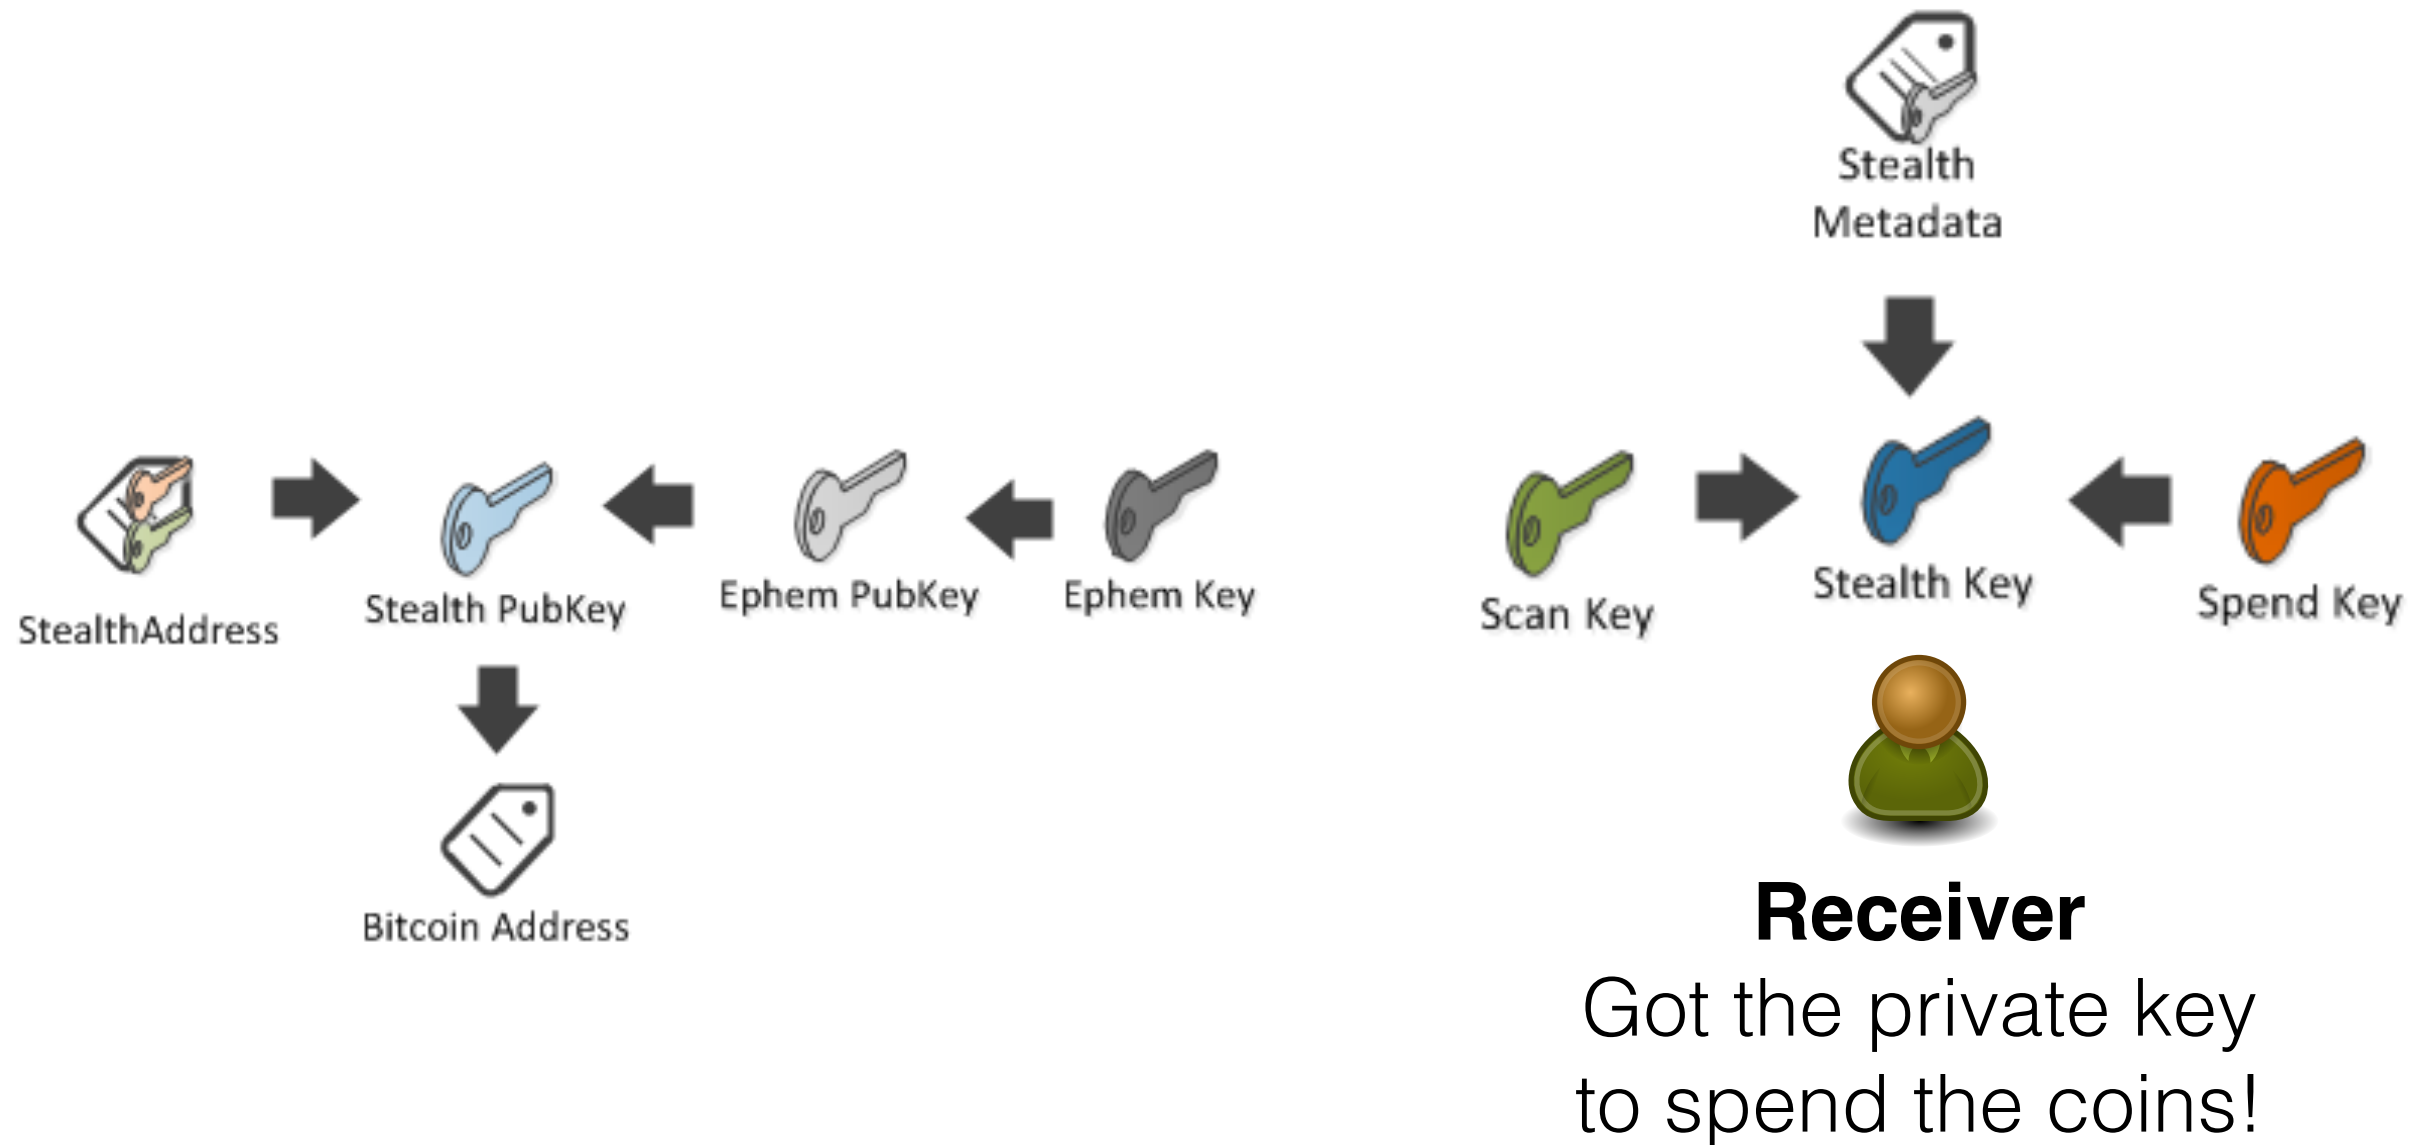 Stealth
Metadata
StealthAddress
Stealth PubKey
Ephem PubKey
Ephem Key
Scan Key
Stealth Key
Spend Key
Bitcoin Address
Receiver
Got the private key
to spend the coins!